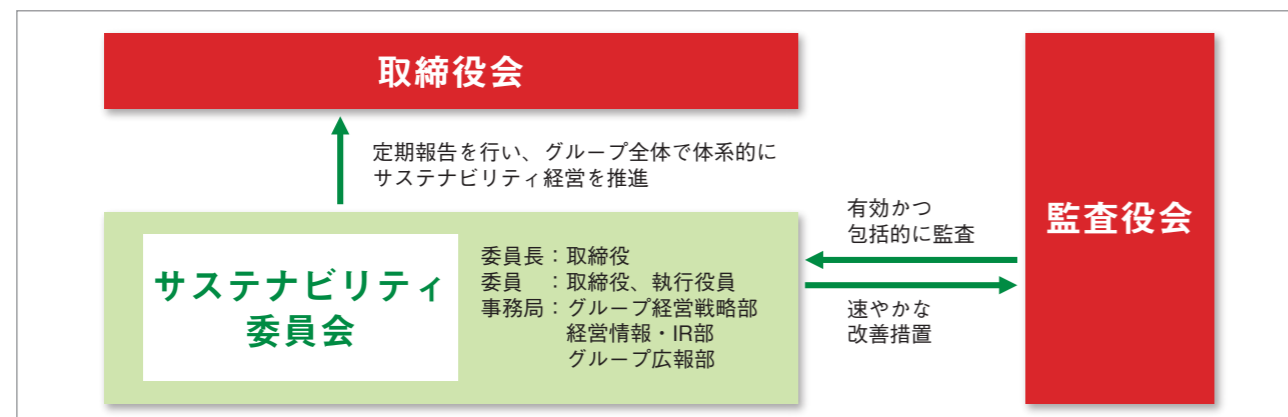 取締役会
定期報告を行い、グループ全体で体系的に
サステナビリティ経営を推進
サステナビリティ
委員会
委員長：取締役
委員　：取締役、執行役員
事務局：グループ経営戦略部
経営情報・IR部
グループ広報部
有効かつ
包括的に監査
速やかな
改善措置
監査役会